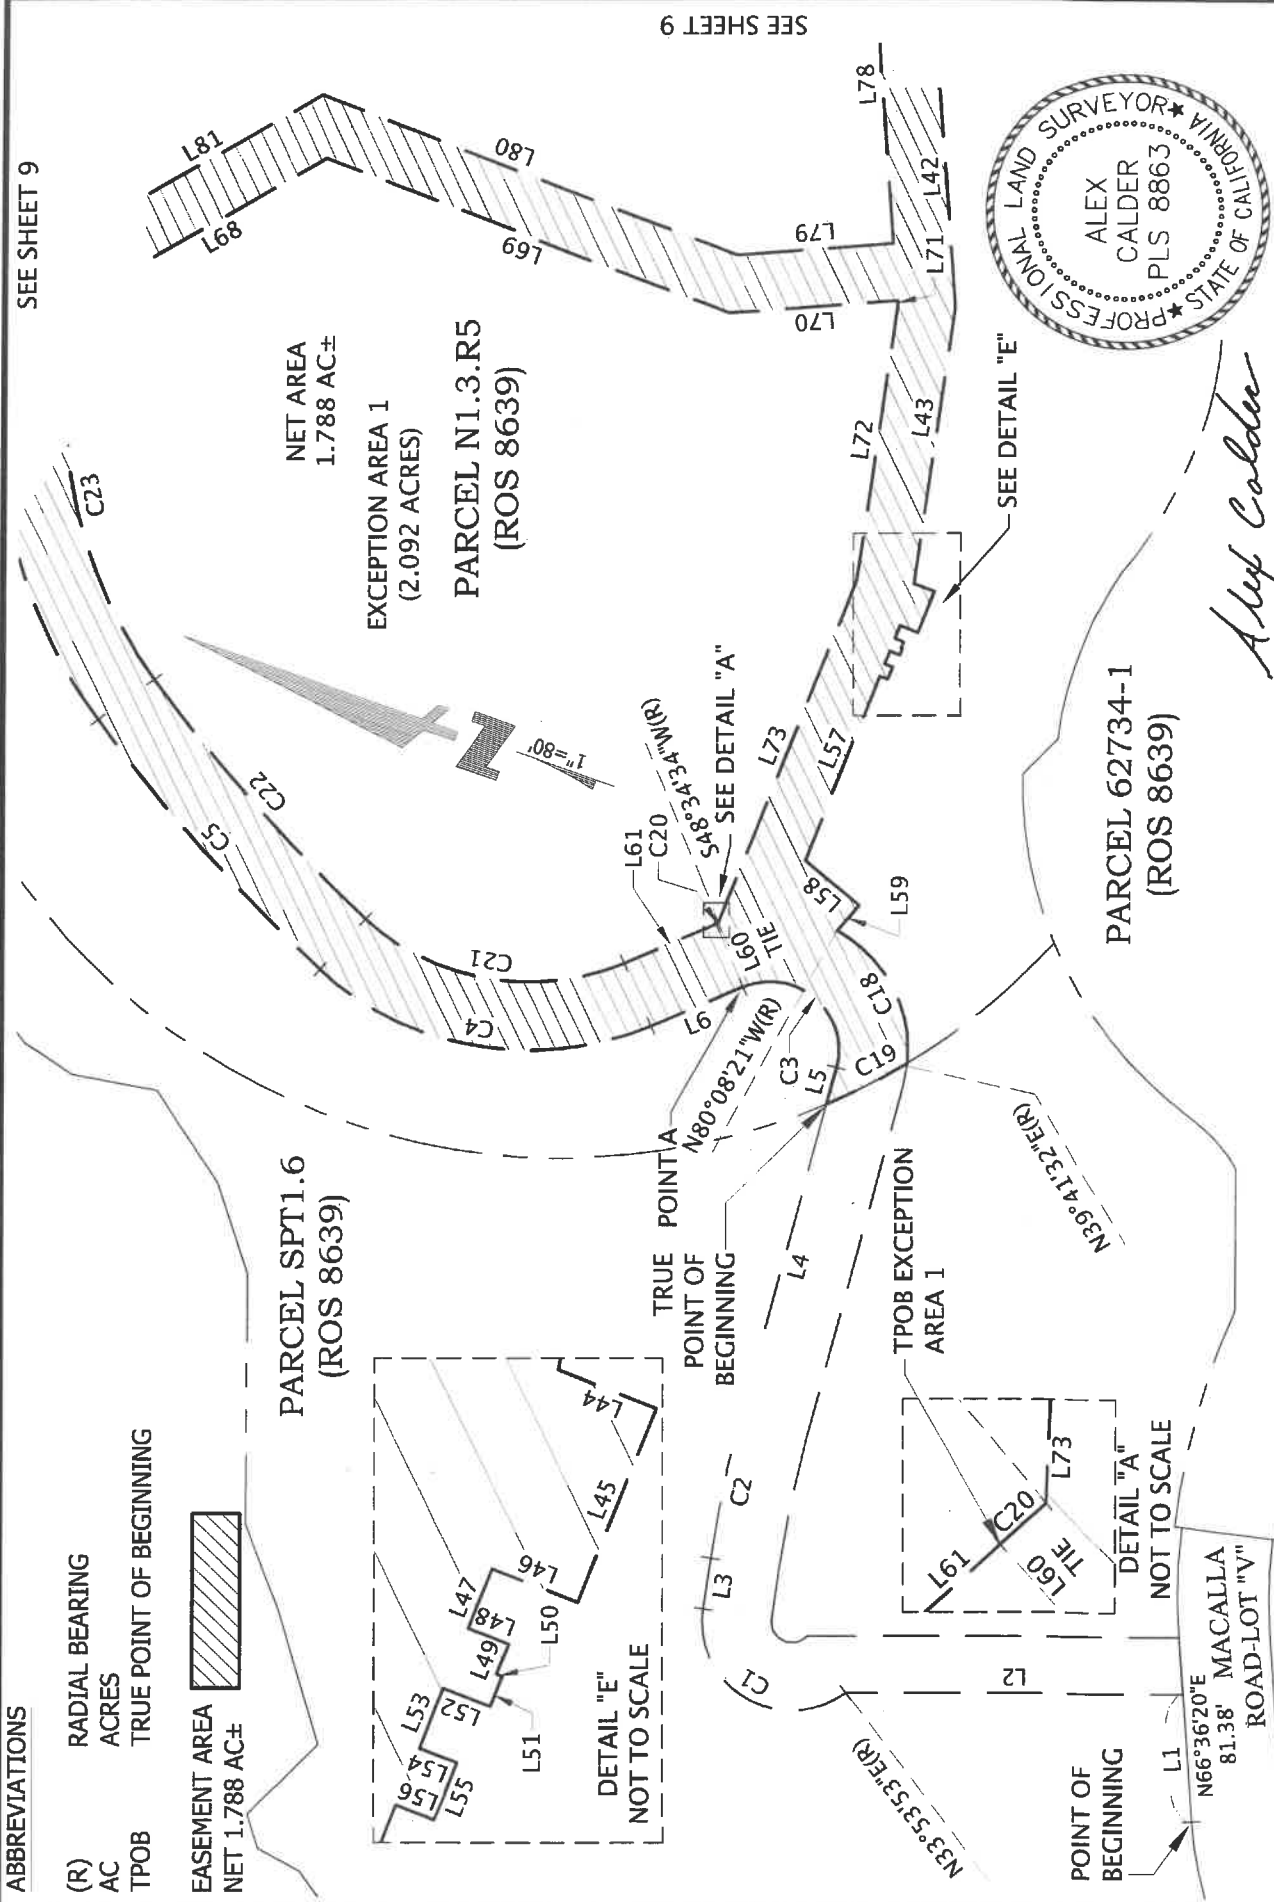 ABBREVIATIONS
(R) RADIAL BEARING
AC ACRES
TPOB TRUE POINT OF BEGINNING
EASEMENT AREA
NET 1.788 AC±
SEE SHEET 9
SEE SHEET 9
PARCEL SPT1.6
(ROS 8639)
NET AREA
1.788 AC±
EXCEPTION AREA 1
(2.092 ACRES)
PARCEL N1.3.R5
(ROS 8639)
1"=80'
C23
C22
C5
C21
C4
L81
L68
L80
L69
L79
L70
L78
L42
L71
L72
L43
L73
L57
L61
C20
S48°34'34"W(R)
SEE DETAIL "A"
SEE DETAIL "E"
L60
TIE
L58
L59
L6
C18
C19
C3
L5
N80°08'21"W(R)
POINT A
TRUE
POINT OF
BEGINNING
N39°41'32"E(R)
L4
C2
L3
C1
L2
N33°53'53"E(R)
L1
POINT OF
BEGINNING
N66°36'20"E
81.38'
MACALLA
ROAD-LOT "V"
TPOB EXCEPTION
AREA 1
L61
C20
L60
TIE
L73
DETAIL "A"
NOT TO SCALE
L44
L45
L46
L47
L48
L49
L50
L51
L52
L53
L54
L55
L56
DETAIL "E"
NOT TO SCALE
PARCEL 62734-1
(ROS 8639)
PROFESSIONAL LAND SURVEYOR
ALEX
CALDER
PLS 8863
STATE OF CALIFORNIA
Alex Calder